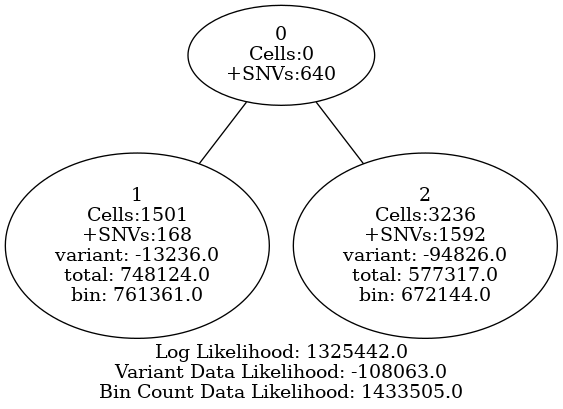 0
Cells:0
+SNVs:640
1
Cells:1501
+SNVs:168
variant: -13236.0
total: 748124.0
bin: 761361.0
2
Cells:3236
+SNVs:1592
variant: -94826.0
total: 577317.0
bin: 672144.0
Log Likelihood: 1325442.0
Variant Data Likelihood: -108063.0
Bin Count Data Likelihood: 1433505.0